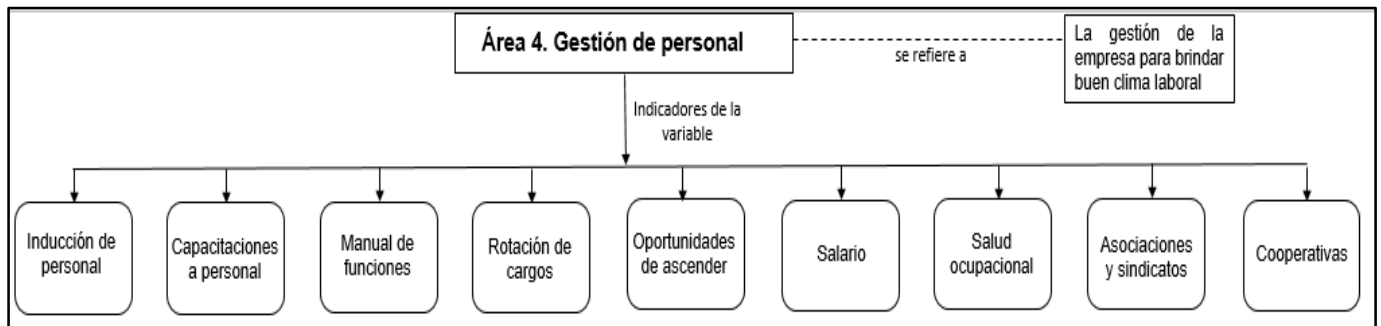 Área 4. Gestión de personal
se refiere a
La gestión de la
empresa para brindar
buen clima laboral
Indicadores de la
variable
Inducción de
personal
Capacitaciones
a personal
Manual de
funciones
Rotación de
cargos
Oportunidades
de ascender
Salario
Salud
ocupacional
Asociaciones
y sindicatos
Cooperativas